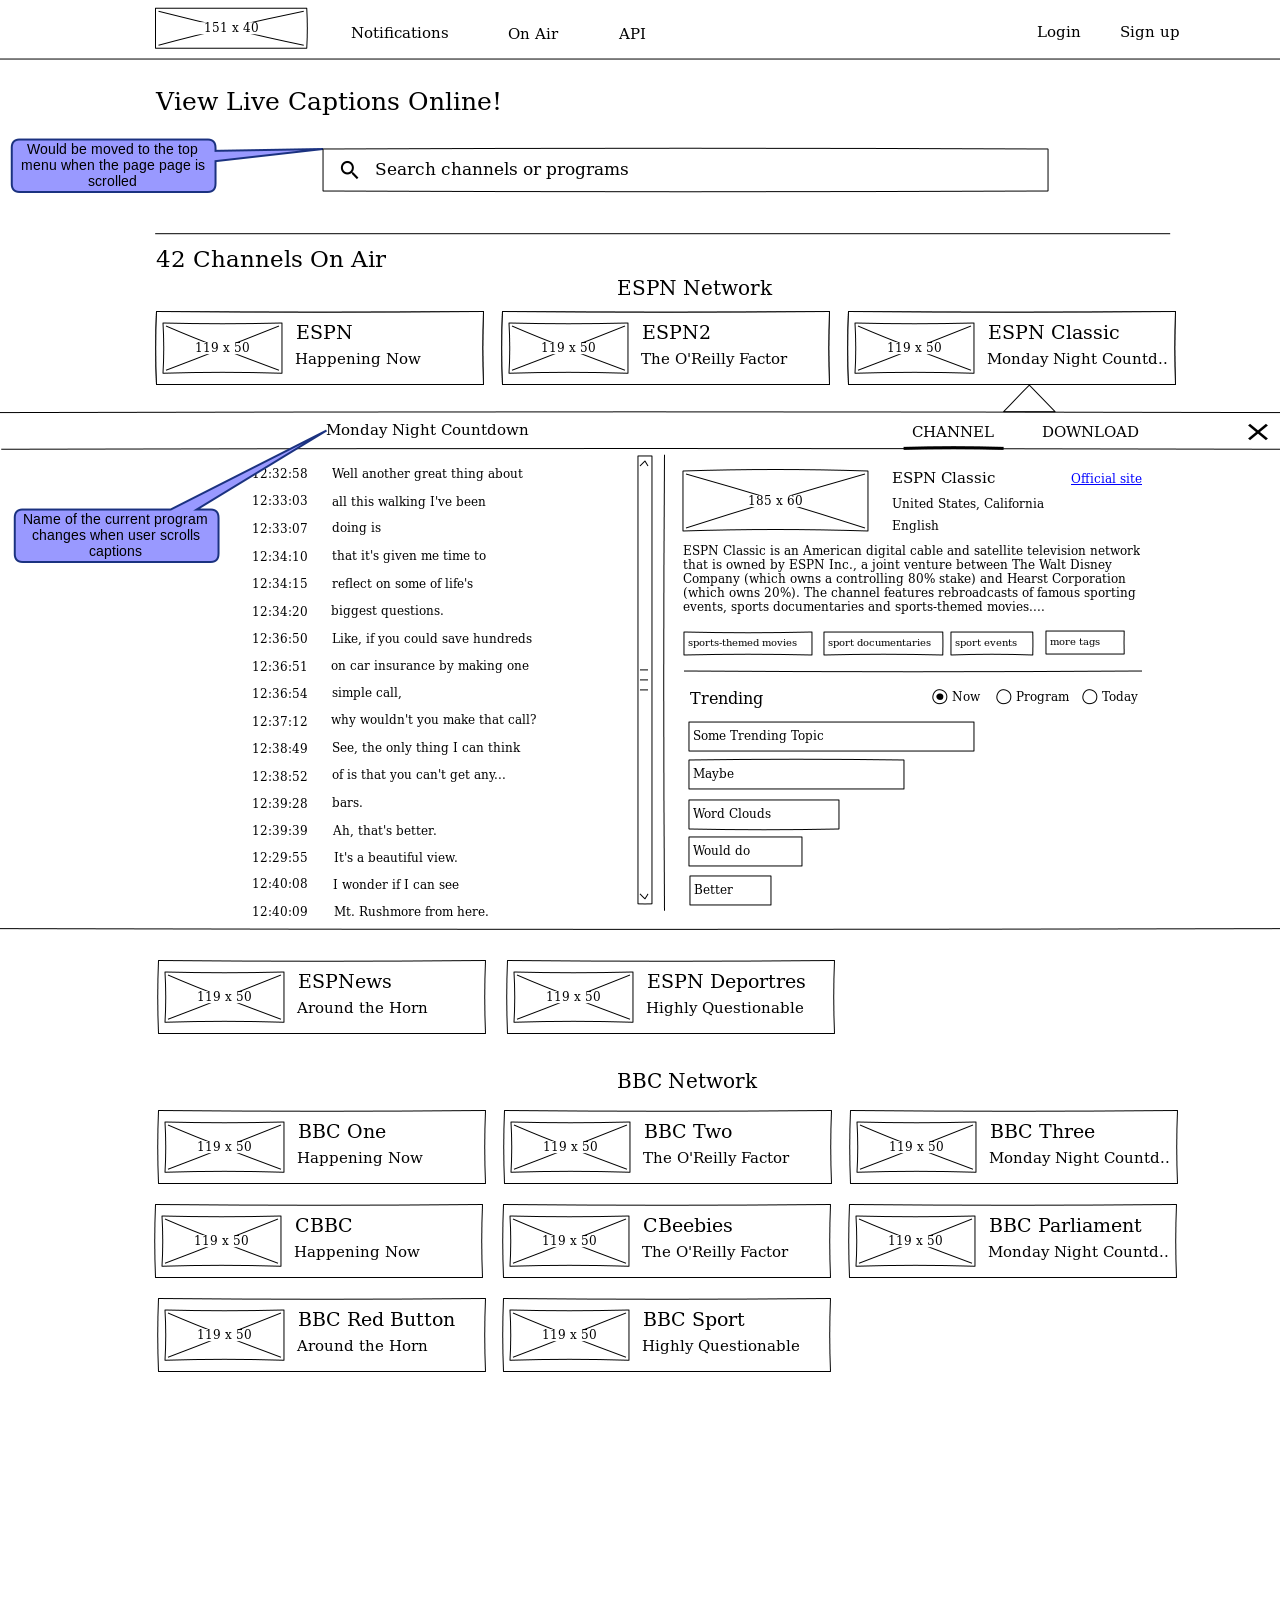 151 x 40
Notifications
On Air
API
Login
Sign up
View Live Captions Online!
Would be moved to the top
menu when the page page is
scrolled
Search channels or programs
42 Channels On Air
ESPN Network
119 x 50
ESPN
Happening Now
119 x 50
ESPN2
The O'Reilly Factor
119 x 50
ESPN Classic
Monday Night Countd..
Monday Night Countdown
CHANNEL
DOWNLOAD
Name of the current program
changes when user scrolls
captions
12:32:58 Well another great thing about
12:33:03 all this walking I've been
12:33:07 doing is
12:34:10 that it's given me time to
12:34:15 reflect on some of life's
12:34:20 biggest questions.
12:36:50 Like, if you could save hundreds
12:36:51 on car insurance by making one
12:36:54 simple call,
12:37:12 why wouldn't you make that call?
12:38:49 See, the only thing I can think
12:38:52 of is that you can't get any...
12:39:28 bars.
12:39:39 Ah, that's better.
12:29:55 It's a beautiful view.
12:40:08 I wonder if I can see
12:40:09 Mt. Rushmore from here.
185 x 60
ESPN Classic
Official site
United States, California
English
ESPN Classic is an American digital cable and satellite television network
that is owned by ESPN Inc., a joint venture between The Walt Disney
Company (which owns a controlling 80% stake) and Hearst Corporation
(which owns 20%). The channel features rebroadcasts of famous sporting
events, sports documentaries and sports-themed movies....
sports-themed movies
sport documentaries
sport events
more tags
Trending
Now
Program
Today
Some Trending Topic
Maybe
Word Clouds
Would do
Better
119 x 50
ESPNews
Around the Horn
119 x 50
ESPN Deportres
Highly Questionable
BBC Network
119 x 50
BBC One
Happening Now
119 x 50
BBC Two
The O'Reilly Factor
119 x 50
BBC Three
Monday Night Countd..
119 x 50
CBBC
Happening Now
119 x 50
CBeebies
The O'Reilly Factor
119 x 50
BBC Parliament
Monday Night Countd..
119 x 50
BBC Red Button
Around the Horn
119 x 50
BBC Sport
Highly Questionable